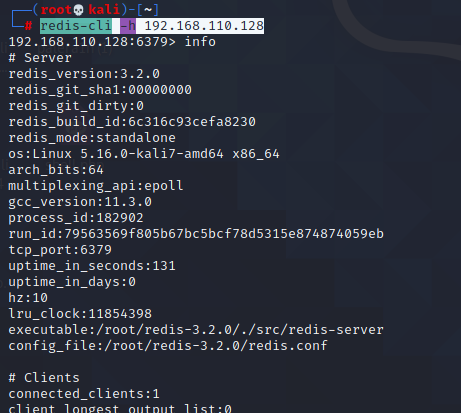 (root💀kali)-[~]
# redis-cli -h 192.168.110.128
192.168.110.128:6379> info
# Server
redis_version:3.2.0
redis_git_sha1:00000000
redis_git_dirty:0
redis_build_id:6c316c93cefa8230
redis_mode:standalone
os:Linux 5.16.0-kali7-amd64 x86_64
arch_bits:64
multiplexing_api:epoll
gcc_version:11.3.0
process_id:182902
run_id:79563569f805b67bc5bcf78d5315e874874059eb
tcp_port:6379
uptime_in_seconds:131
uptime_in_days:0
hz:10
lru_clock:11854398
executable:/root/redis-3.2.0/./src/redis-server
config_file:/root/redis-3.2.0/redis.conf
# Clients
connected_clients:1
client_longest_output_list:0